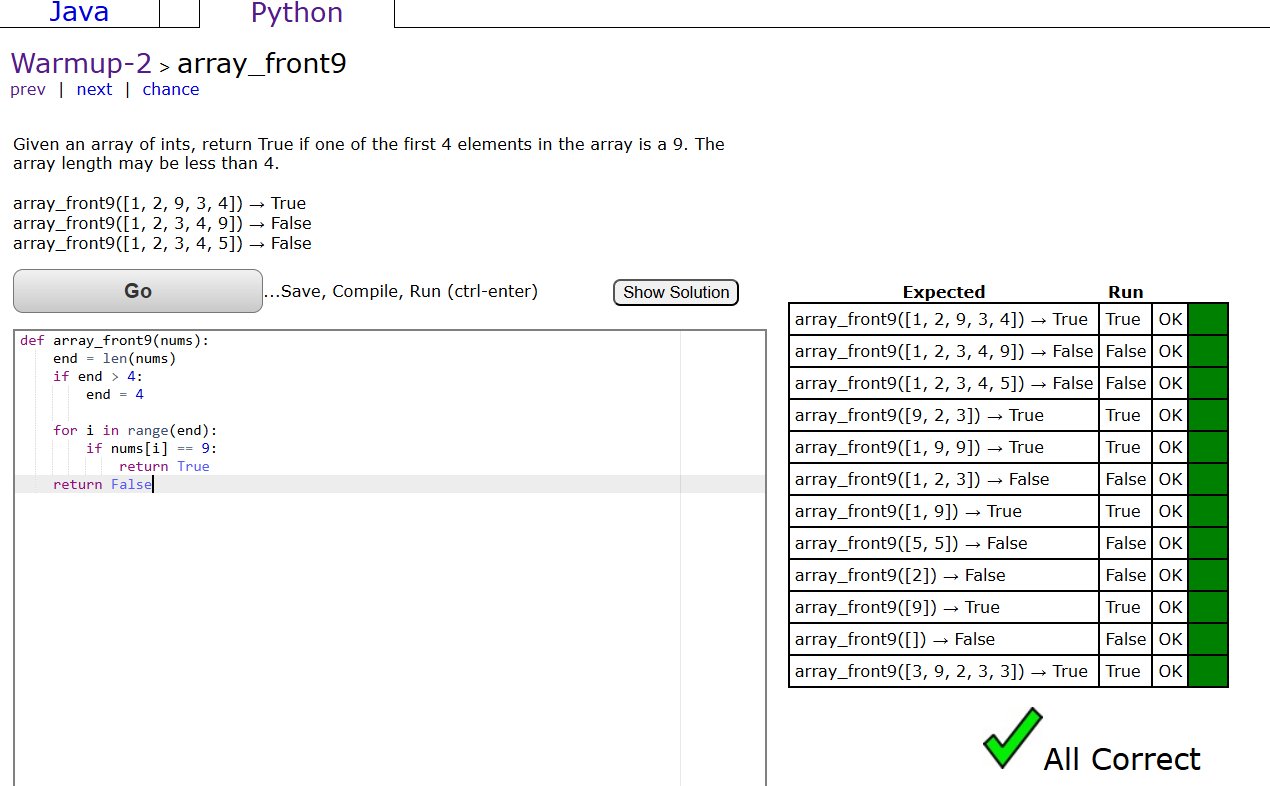 Java
Python
Warmup-2 > array_front9
prev | next | chance
Given an array of ints, return True if one of the first 4 elements in the array is a 9. The
array length may be less than 4.
array_front9([1, 2, 9, 3, 4]) → True
array_front9([1, 2, 3, 4, 9]) → False
array_front9([1, 2, 3, 4, 5]) → False
Go
...Save, Compile, Run (ctrl-enter)
Show Solution
def array_front9(nums):
    end = len(nums)
    if end > 4:
        end = 4
    for i in range(end):
        if nums[i] == 9:
            return True
    return False
Expected Run
array_front9([1, 2, 9, 3, 4]) → True True OK
array_front9([1, 2, 3, 4, 9]) → False False OK
array_front9([1, 2, 3, 4, 5]) → False False OK
array_front9([9, 2, 3]) → True True OK
array_front9([1, 9, 9]) → True True OK
array_front9([1, 2, 3]) → False False OK
array_front9([1, 9]) → True True OK
array_front9([5, 5]) → False False OK
array_front9([2]) → False False OK
array_front9([9]) → True True OK
array_front9([]) → False False OK
array_front9([3, 9, 2, 3, 3]) → True True OK
All Correct